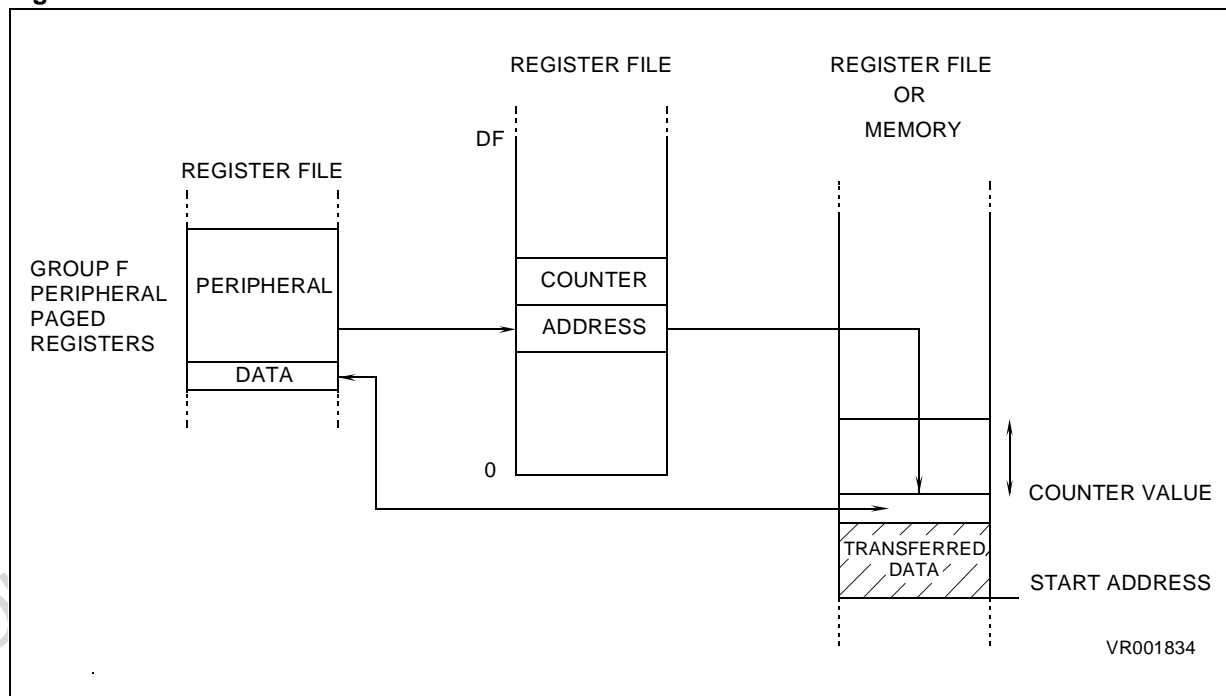 REGISTER FILE
REGISTER FILE
OR
MEMORY
DF
REGISTER FILE
GROUP F
PERIPHERAL
PAGED
REGISTERS
PERIPHERAL
DATA
COUNTER
ADDRESS
0
COUNTER VALUE
TRANSFERRED
DATA
START ADDRESS
VR001834